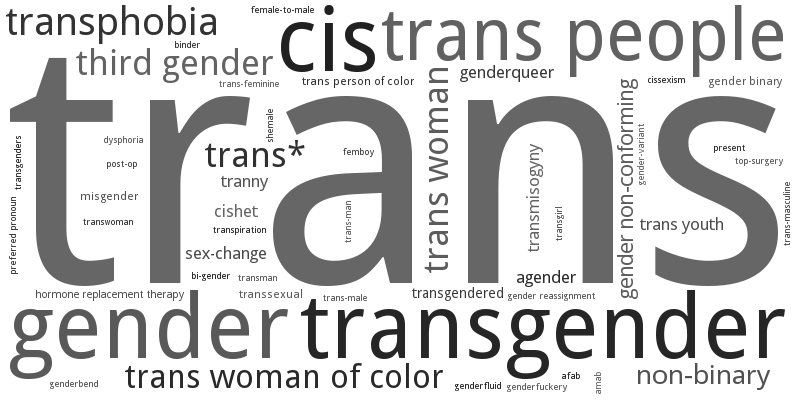 transphobia
female-to-male
cis
trans people
binder
third gender
trans-feminine
trans person of color
genderqueer
cissexism
gender binary
trans
transgenders
preferred pronoun
dysphoria
post-op
misgender
transwoman
shemale
trans*
tranny
cishet
transpiration
sex-change
bi-gender
transman
femboy
trans-man
trans woman
transmisogyny
transgirl
gender non-conforming
gender-variant
present
top-surgery
trans youth
trans-masculine
agender
hormone replacement therapy
transsexual
trans-male
transgendered
gender reassignment
gender
transgender
genderbend
trans woman of color
genderfluid
genderfuckery
afab
amab
non-binary